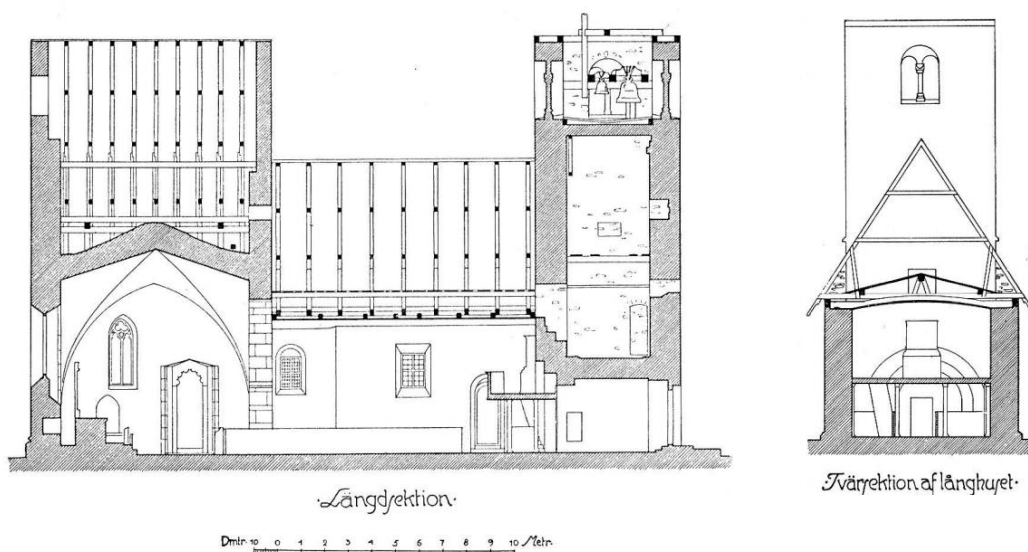 ·Längdsektion·
Tvärsektion af långhuset·
Dmtr 10 0 1 2 3 4 5 6 7 8 9 10 Metr.